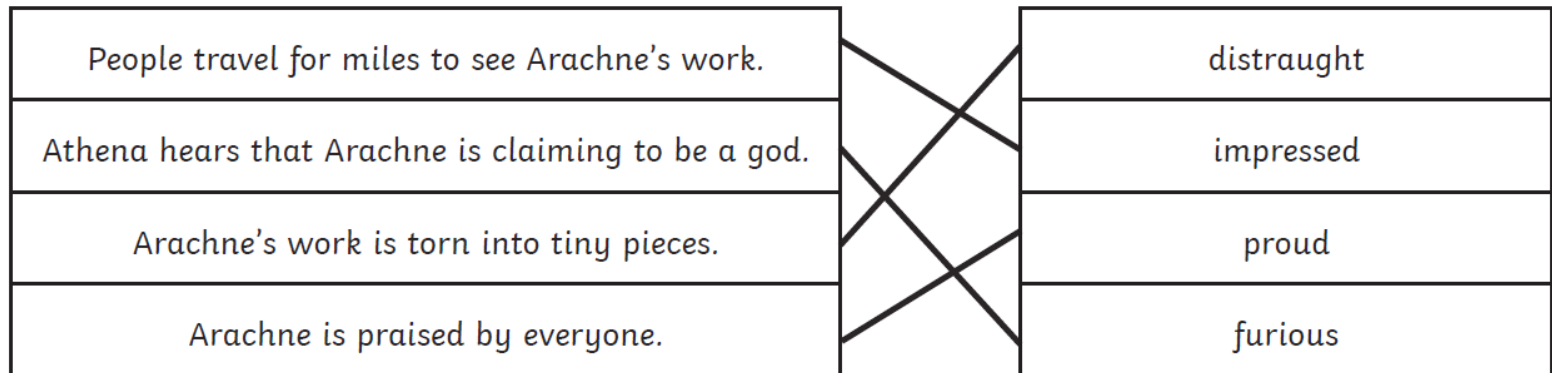 People travel for miles to see Arachne’s work.
distraught
Athena hears that Arachne is claiming to be a god.
impressed
Arachne’s work is torn into tiny pieces.
proud
Arachne is praised by everyone.
furious